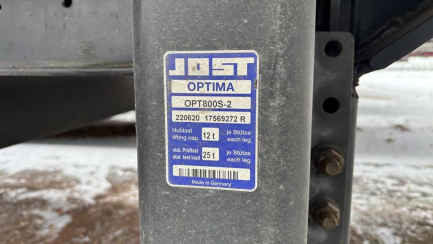 JOST
OPTIMA
OPT800S-2
220620 17569272 R
Hublast
lifting cap. 12 t je Stütze
each leg
stat. Prüflast
stat. test load 25 t je Stütze
each leg
Made in Germany